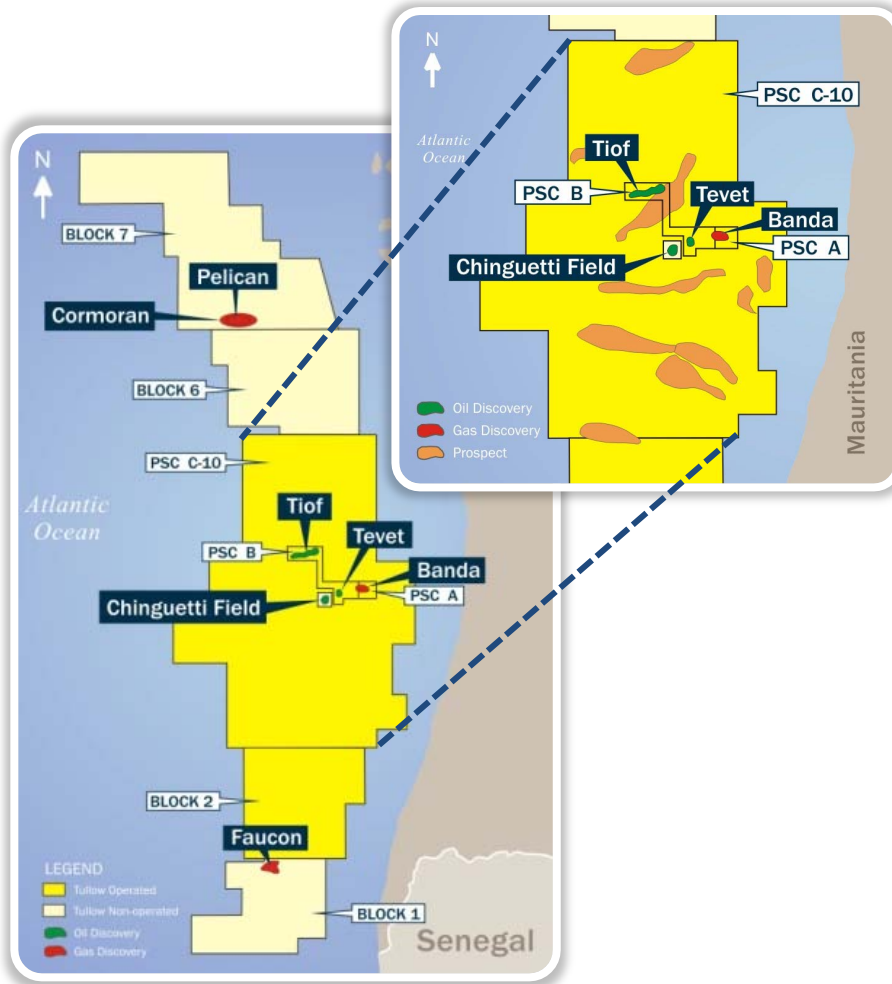 N
BLOCK 7
Pelican
Cormoran
BLOCK 6
PSC C-10
Atlantic
Ocean
Tiof
PSC B
Tevet
Banda
PSC A
Chinguetti Field
BLOCK 2
Faucon
LEGEND
Tullow Operated
Tullow Non-operated
Oil Discovery
Gas Discovery
BLOCK 1
Senegal
N
PSC C-10
Atlantic
Ocean
Tiof
PSC B
Tevet
Banda
PSC A
Chinguetti Field
Oil Discovery
Gas Discovery
Prospect
Mauritania